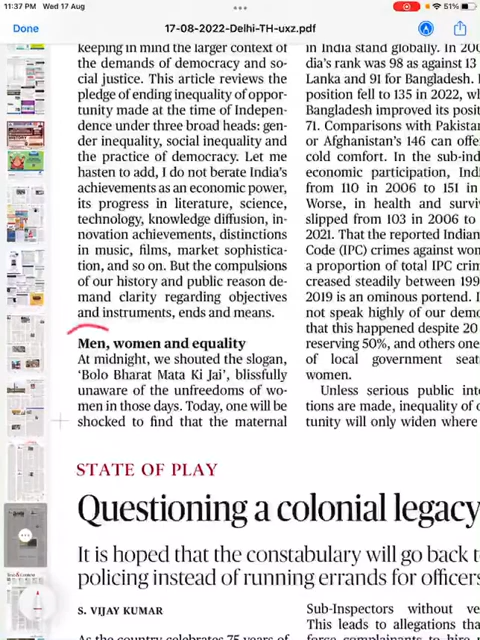 11:37 PM Wed 17 Aug
51%
Done
17-08-2022-Delhi-TH-uxz.pdf
keeping in mind the larger context of
the demands of democracy and so-
cial justice. This article reviews the
pledge of ending inequality of oppor-
tunity made at the time of Indepen-
dence under three broad heads: gen-
der inequality, social inequality and
the practice of democracy. Let me
hasten to add, I do not berate India's
achievements as an economic power,
its progress in literature, science,
technology, knowledge diffusion, in-
novation achievements, distinctions
in music, films, market sophistica-
tion, and so on. But the compulsions
of our history and public reason de-
mand clarity regarding objectives
and instruments, ends and means.
Men, women and equality
At midnight, we shouted the slogan,
'Bolo Bharat Mata Ki Jai', blissfully
unaware of the unfreedoms of wo-
men in those days. Today, one will be
shocked to find that the maternal
in India stand globally. In 200
dia's rank was 98 as against 13
Lanka and 91 for Bangladesh. I
position fell to 135 in 2022, wh
Bangladesh improved its posit
71. Comparisons with Pakistan
or Afghanistan's 146 can offe
cold comfort. In the sub-ind
economic participation, Indi
from 110 in 2006 to 151 in
Worse, in health and surviv
slipped from 103 in 2006 to
2021. That the reported Indian
Code (IPC) crimes against wom
a proportion of total IPC crim
creased steadily between 199
2019 is an ominous portend. I
not speak highly of our demo
that this happened despite 20
reserving 50%, and others one
of local government seat
women.
Unless serious public int
tions are made, inequality of o
tunity will only widen where
STATE OF PLAY
Questioning a colonial legacy
It is hoped that the constabulary will go back t
policing instead of running errands for officers
S. VIJAY KUMAR
As the country celebrates 75 years of
Sub-Inspectors without ve
This leads to allegations tha
force complainants to hire